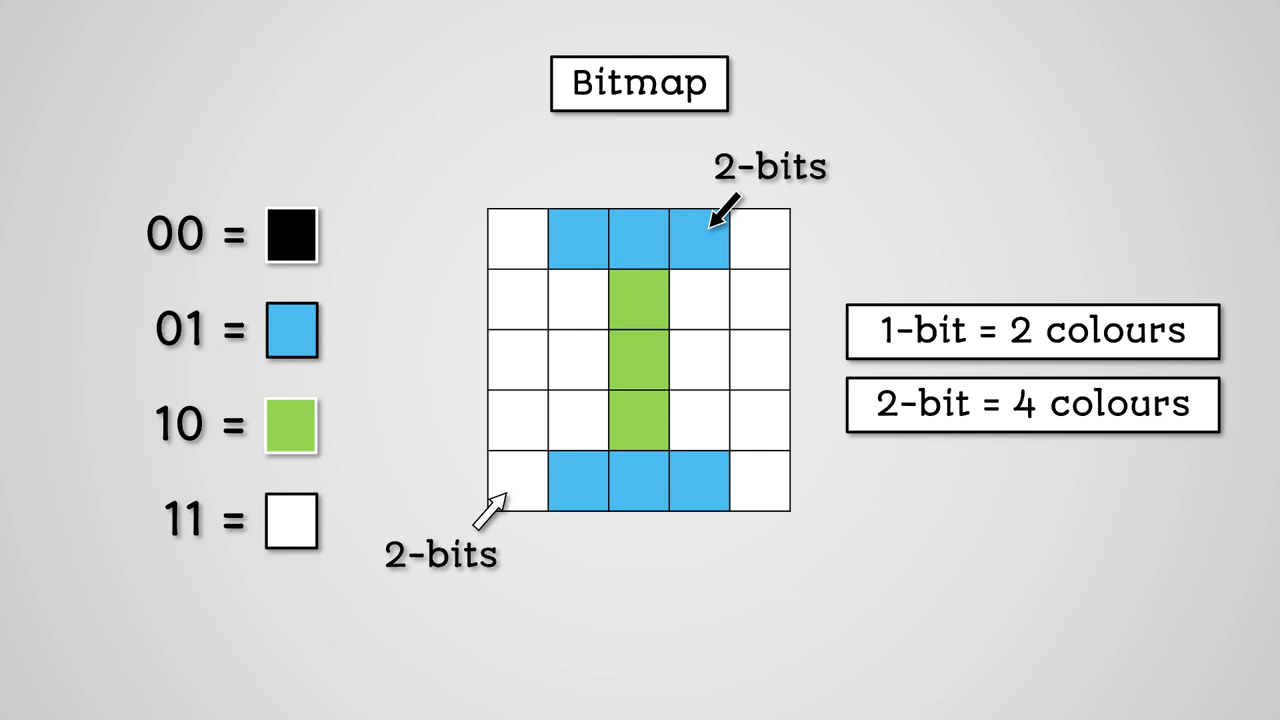 Bitmap
2-bits
00 =
01 =
10 =
11 =
2-bits
1-bit = 2 colours
2-bit = 4 colours